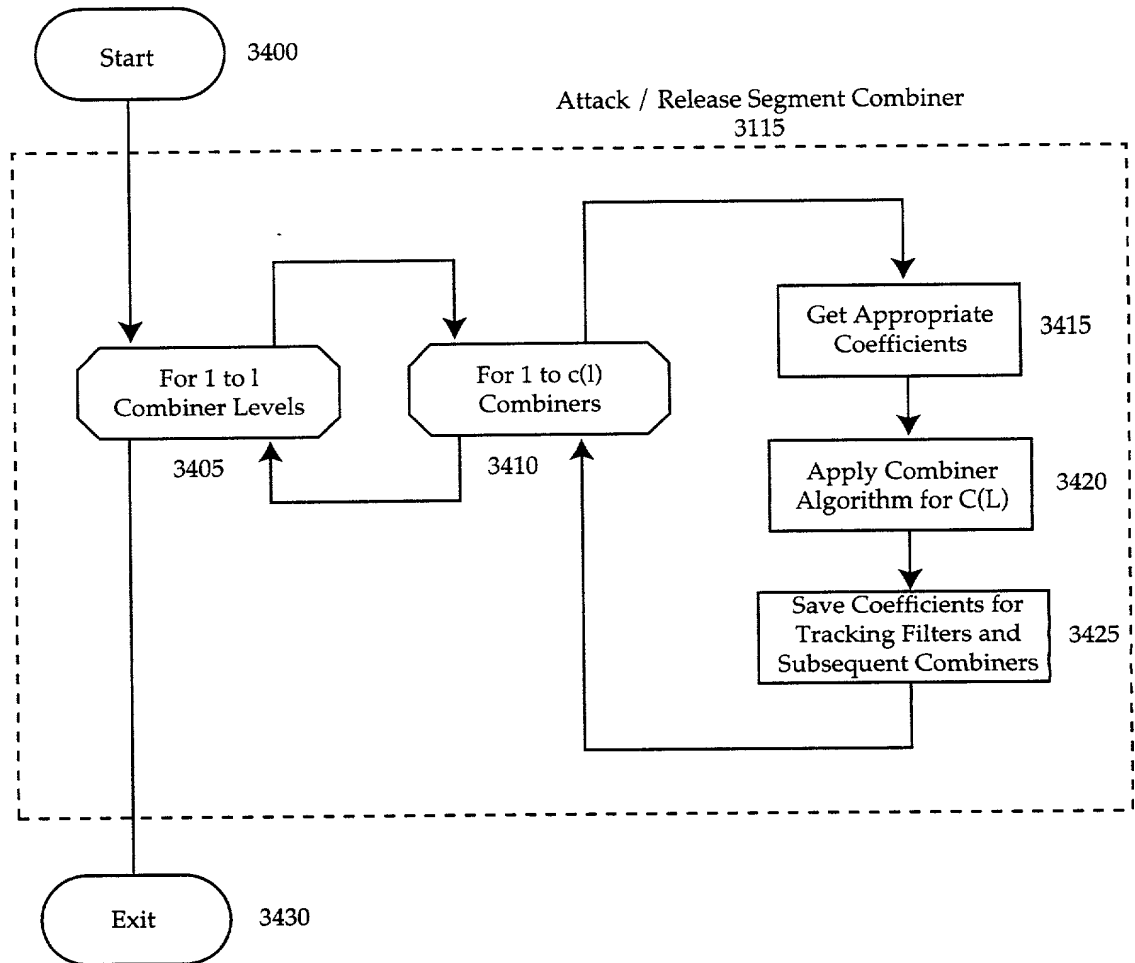 Start
3400
Attack / Release Segment Combiner
3115
For 1 to l
Combiner Levels
3405
For 1 to c(l)
Combiners
3410
Get Appropriate
Coefficients
3415
Apply Combiner
Algorithm for C(L)
3420
Save Coefficients for
Tracking Filters and
Subsequent Combiners
3425
Exit
3430